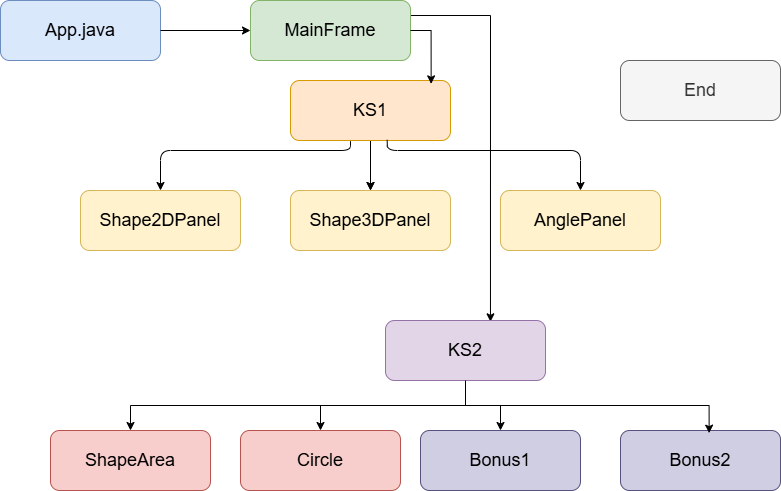 App.java
MainFrame
End
KS1
Shape2DPanel
Shape3DPanel
AnglePanel
KS2
ShapeArea
Circle
Bonus1
Bonus2